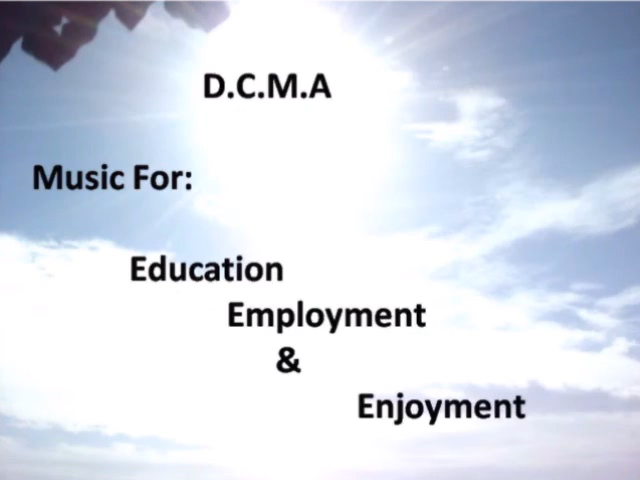 D.C.M.A
Music For:
Education
Employment
&
Enjoyment